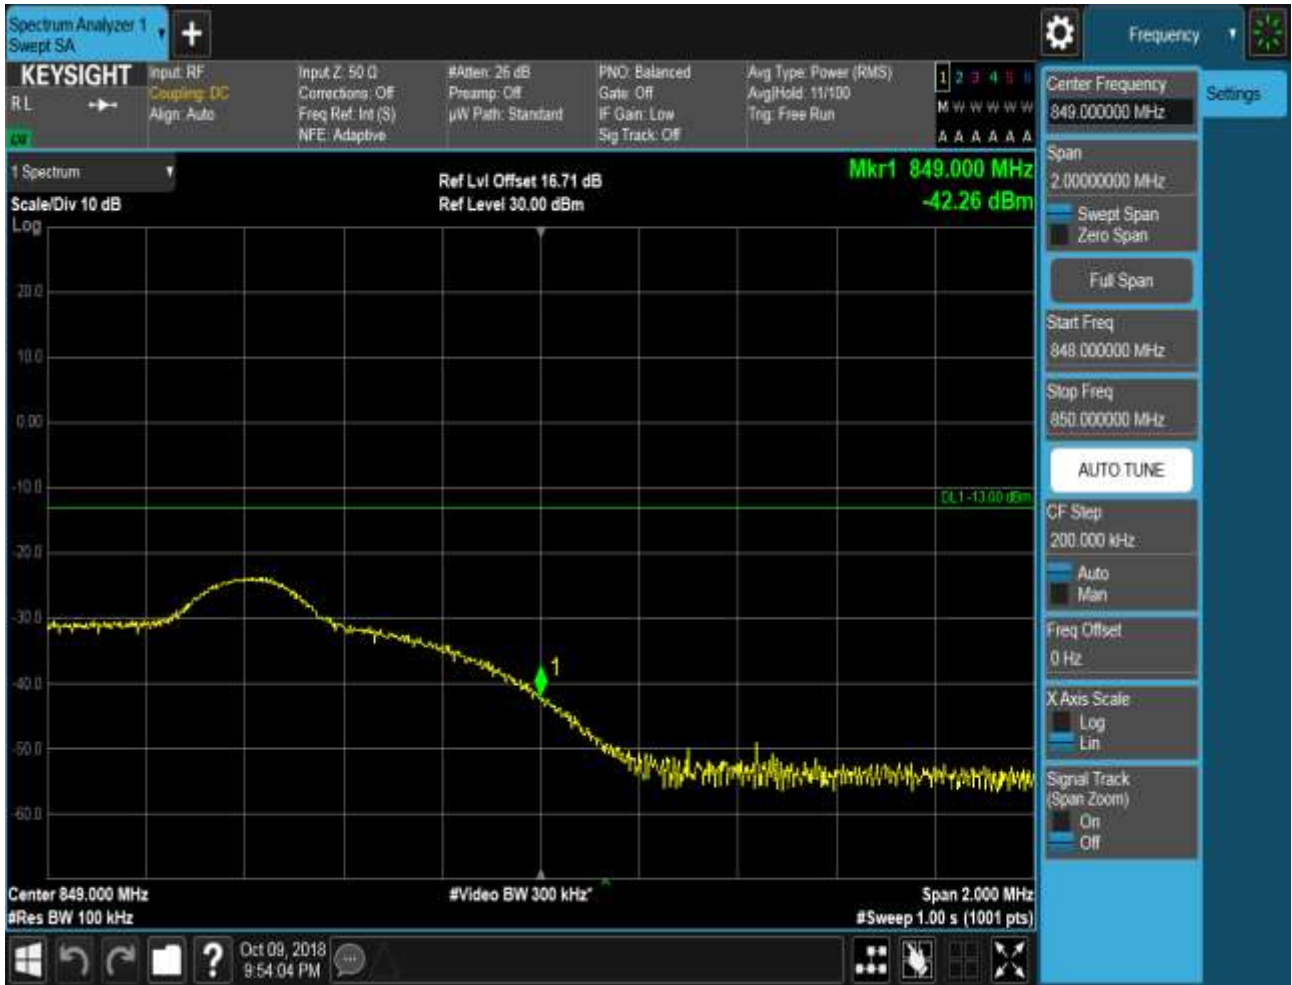 Spectrum Analyzer 1
Swept SA
+
Frequency
KEYSIGHT
RL
Input: RF
Coupling: DC
Align: Auto
Input Z: 50 Ω
Corrections: Off
Freq Ref: Int (S)
NFE: Adaptive
#Atten: 26 dB
Preamp: Off
µW Path: Standard
PNO: Balanced
Gate: Off
IF Gain: Low
Sig Track: Off
Avg Type: Power (RMS)
Avg|Hold: 11/100
Trig: Free Run
1 2 3 4 5 6
M W W W W W
A A A A A A
1 Spectrum
Scale/Div 10 dB
Log
Ref Lvl Offset 16.71 dB
Ref Level 30.00 dBm
Mkr1 849.000 MHz
-42.26 dBm
20.0
10.0
0.00
-10.0
DL1 -13.00 dBm
-20.0
-30.0
1
-40.0
-50.0
-60.0
Center 849.000 MHz
#Res BW 100 kHz
#Video BW 300 kHz*
Span 2.000 MHz
#Sweep 1.00 s (1001 pts)
?
Oct 09, 2018
9:54:04 PM
Center Frequency
849.000000 MHz
Settings
Span
2.00000000 MHz
Swept Span
Zero Span
Full Span
Start Freq
848.000000 MHz
Stop Freq
850.000000 MHz
AUTO TUNE
CF Step
200.000 kHz
Auto
Man
Freq Offset
0 Hz
X Axis Scale
Log
Lin
Signal Track
(Span Zoom)
On
Off